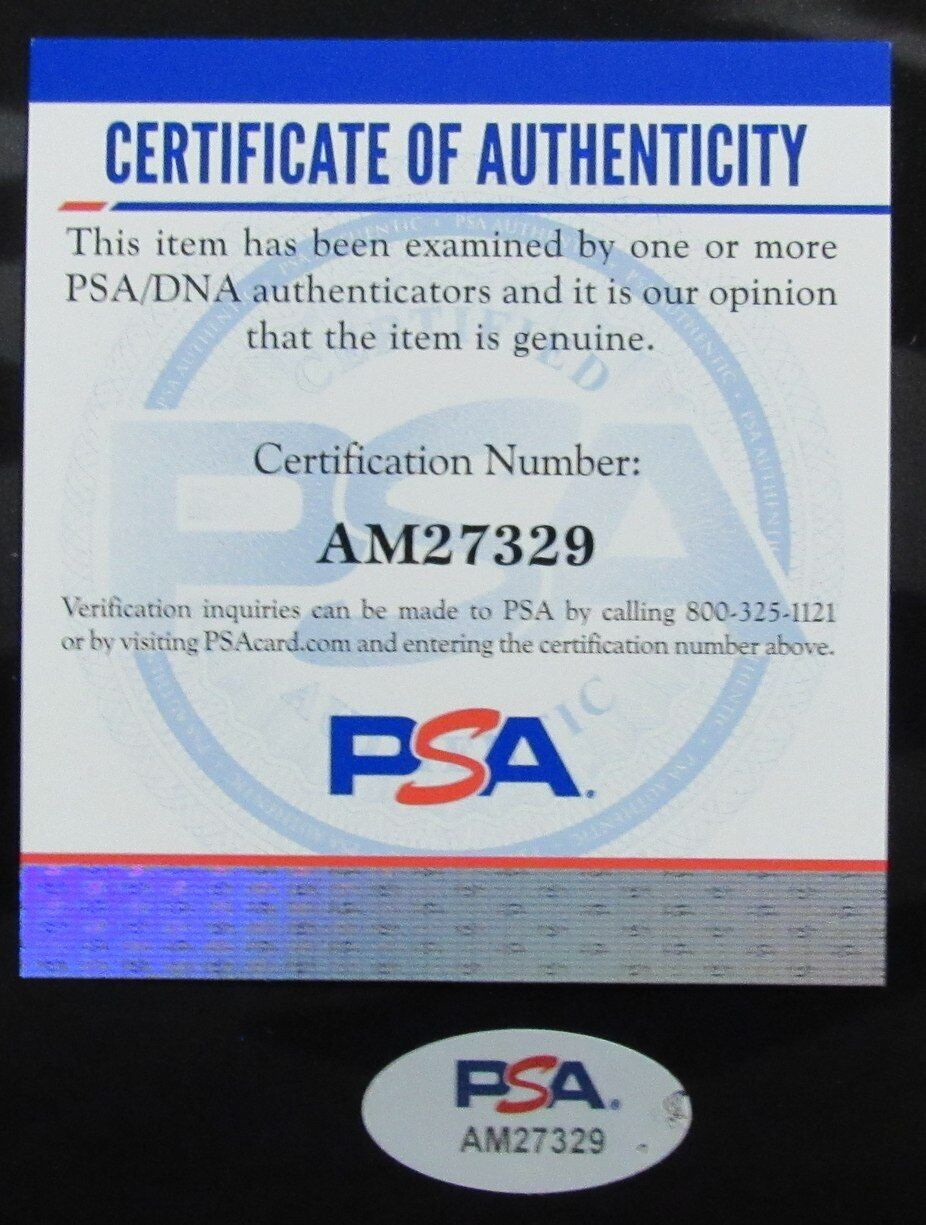 CERTIFICATE OF AUTHENTICITY
This item has been examined by one or more
PSA/DNA authenticators and it is our opinion
that the item is genuine.
Certification Number:
AM27329
Verification inquiries can be made to PSA by calling 800-325-1121
or by visiting PSAcard.com and entering the certification number above.
PSA.
PSA.
AM27329